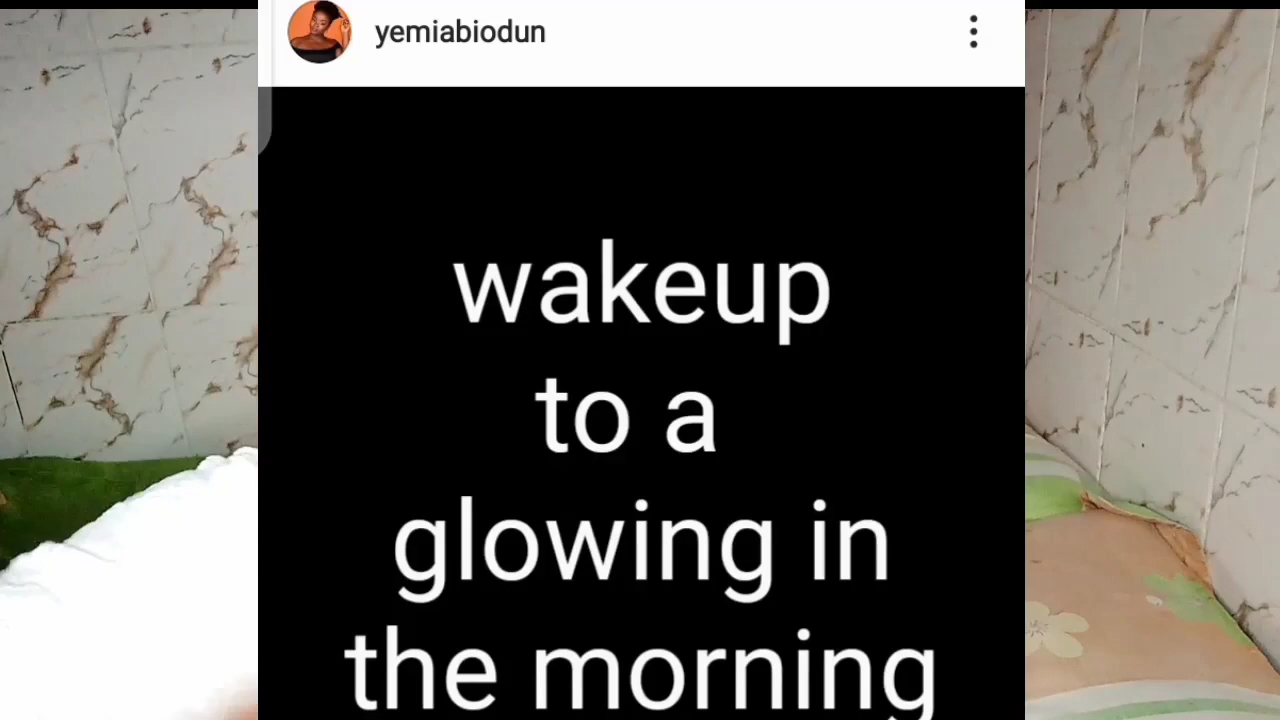 yemiabiodun
wakeup
to a
glowing in
the morning